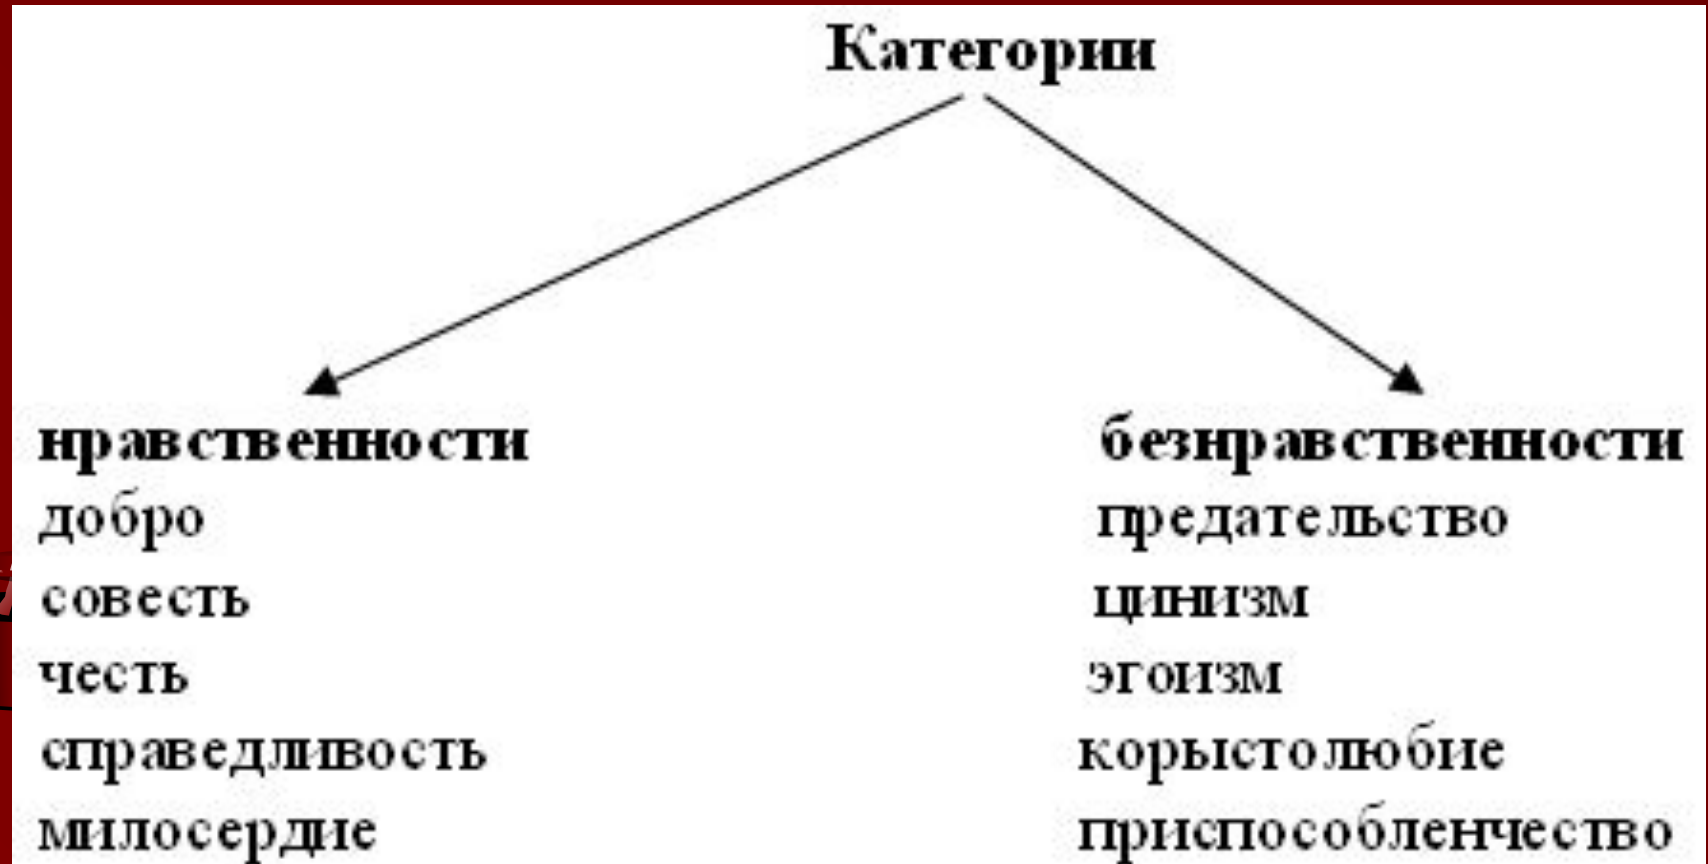 Категории
нравственности
добро
совесть
честь
справедливость
милосердие
безнравственности
предательство
цинизм
эгоизм
корыстолюбие
приспособленчество